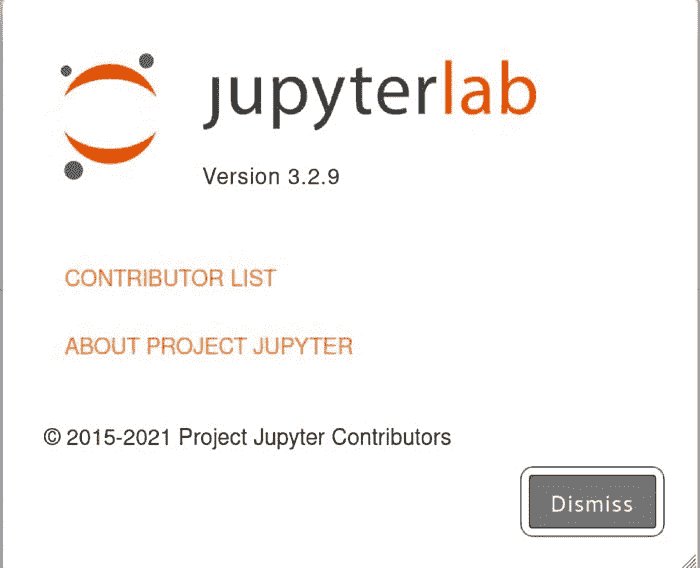 jupyterlab
Version 3.2.9
CONTRIBUTOR LIST
ABOUT PROJECT JUPYTER
© 2015-2021 Project Jupyter Contributors
Dismiss